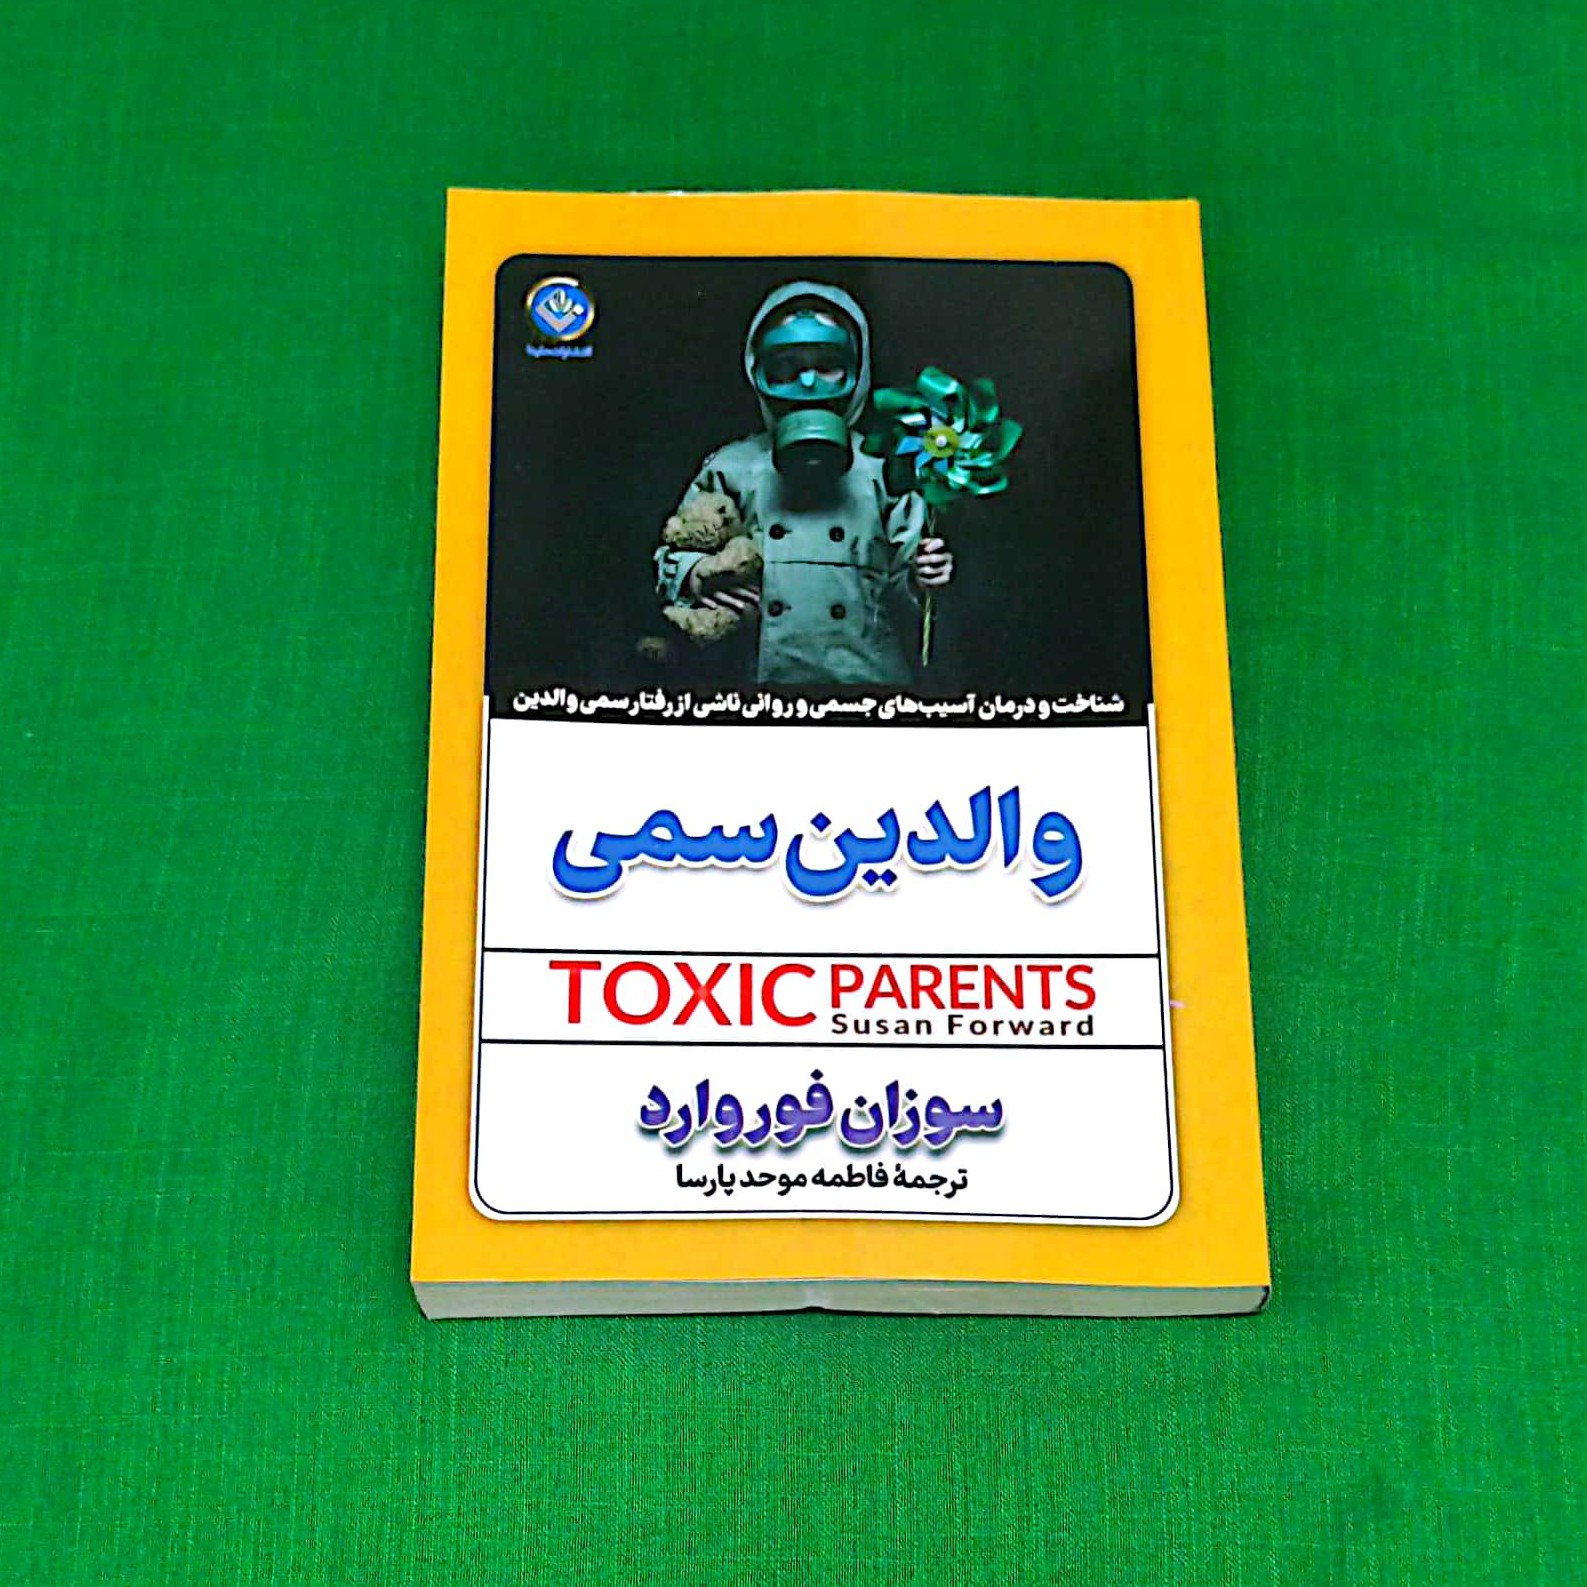 شناخت و درمان آسیب‌های جسمی و روانی ناشی از رفتار سمی والدین
والدین سمی
TOXIC PARENTS
Susan Forward
سوزان فوروارد
ترجمهٔ فاطمه موحد پارسا